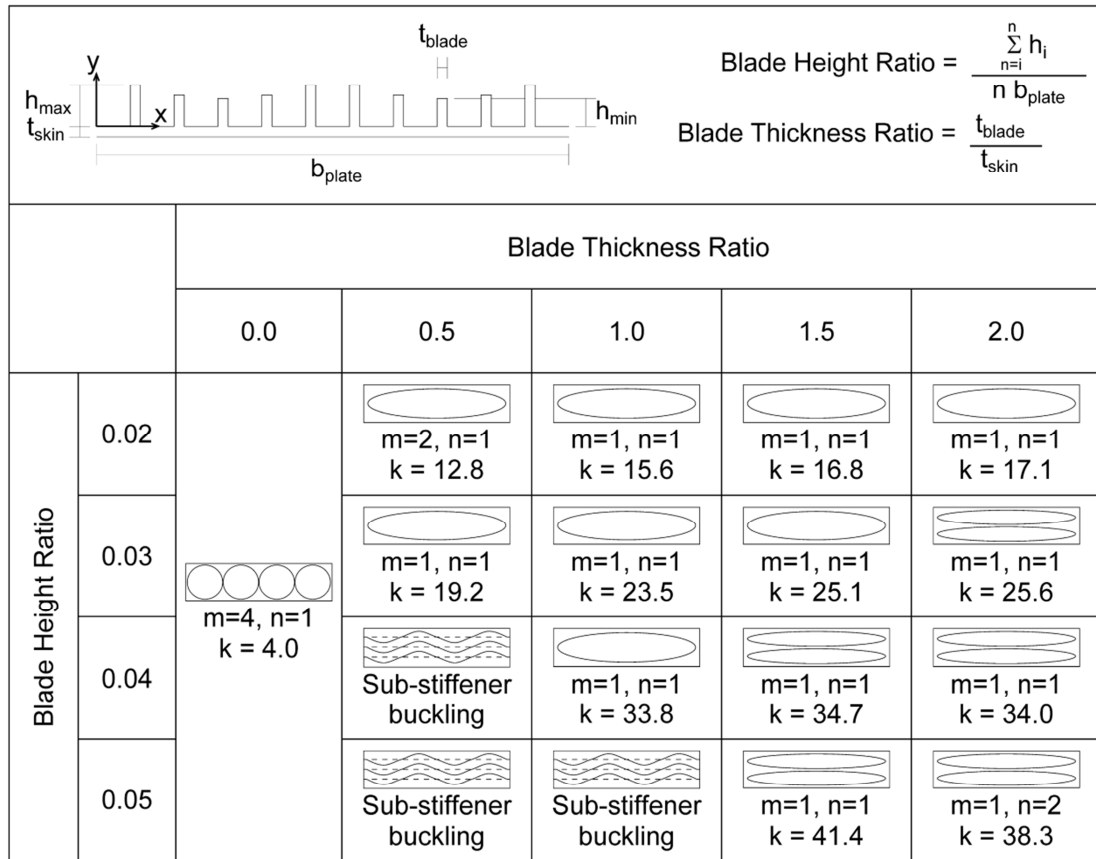 t_blade
y
h_max
t_skin
x
h_min
b_plate
Blade Height Ratio = n Σ n=i h_i / n b_plate
Blade Thickness Ratio = t_blade / t_skin
Blade Thickness Ratio
0.0 0.5 1.0 1.5 2.0
Blade Height Ratio
0.02
m=2, n=1 m=1, n=1 m=1, n=1 m=1, n=1
k = 12.8 k = 15.6 k = 16.8 k = 17.1
0.03
m=1, n=1 m=1, n=1 m=1, n=1 m=1, n=1
k = 19.2 k = 23.5 k = 25.1 k = 25.6
m=4, n=1
k = 4.0
0.04
Sub-stiffener m=1, n=1 m=1, n=1 m=1, n=1
buckling k = 33.8 k = 34.7 k = 34.0
0.05
Sub-stiffener Sub-stiffener m=1, n=1 m=1, n=2
buckling buckling k = 41.4 k = 38.3